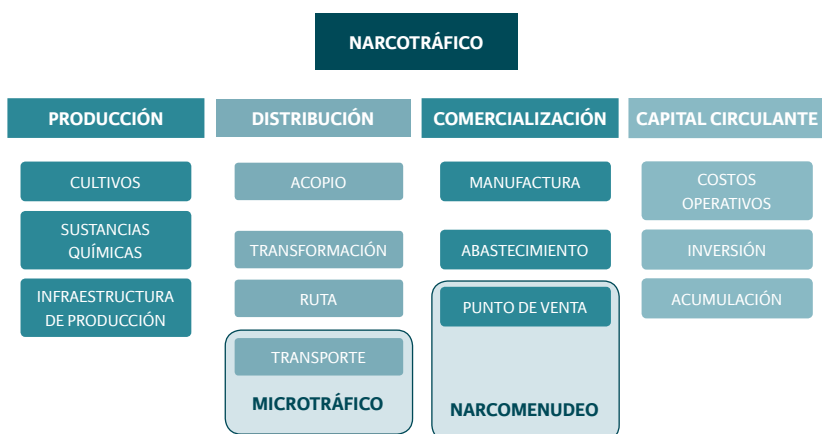 NARCOTRÁFICO
PRODUCCIÓN
CULTIVOS
SUSTANCIAS
QUÍMICAS
INFRAESTRUCTURA
DE PRODUCCIÓN
DISTRIBUCIÓN
ACOPIO
TRANSFORMACIÓN
RUTA
TRANSPORTE
MICROTRÁFICO
COMERCIALIZACIÓN
MANUFACTURA
ABASTECIMIENTO
PUNTO DE VENTA
NARCOMENUDEO
CAPITAL CIRCULANTE
COSTOS
OPERATIVOS
INVERSIÓN
ACUMULACIÓN